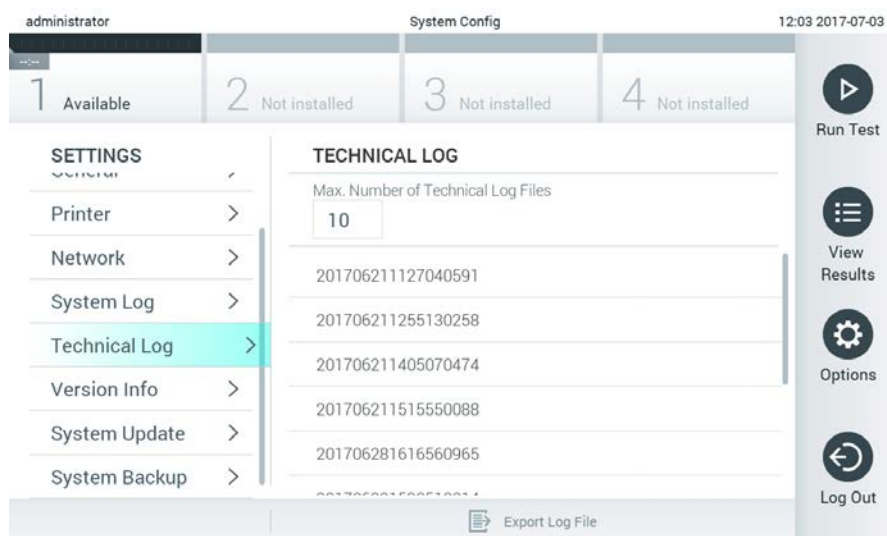 administrator
System Config
12:03 2017-07-03
--:--
1 Available
2 Not installed
3 Not installed
4 Not installed
Run Test
View
Results
Options
Log Out
SETTINGS
General
Printer
Network
System Log
Technical Log
Version Info
System Update
System Backup
TECHNICAL LOG
Max. Number of Technical Log Files
10
201706211127040591
201706211255130258
201706211405070474
201706211515550088
201706281616560965
Export Log File